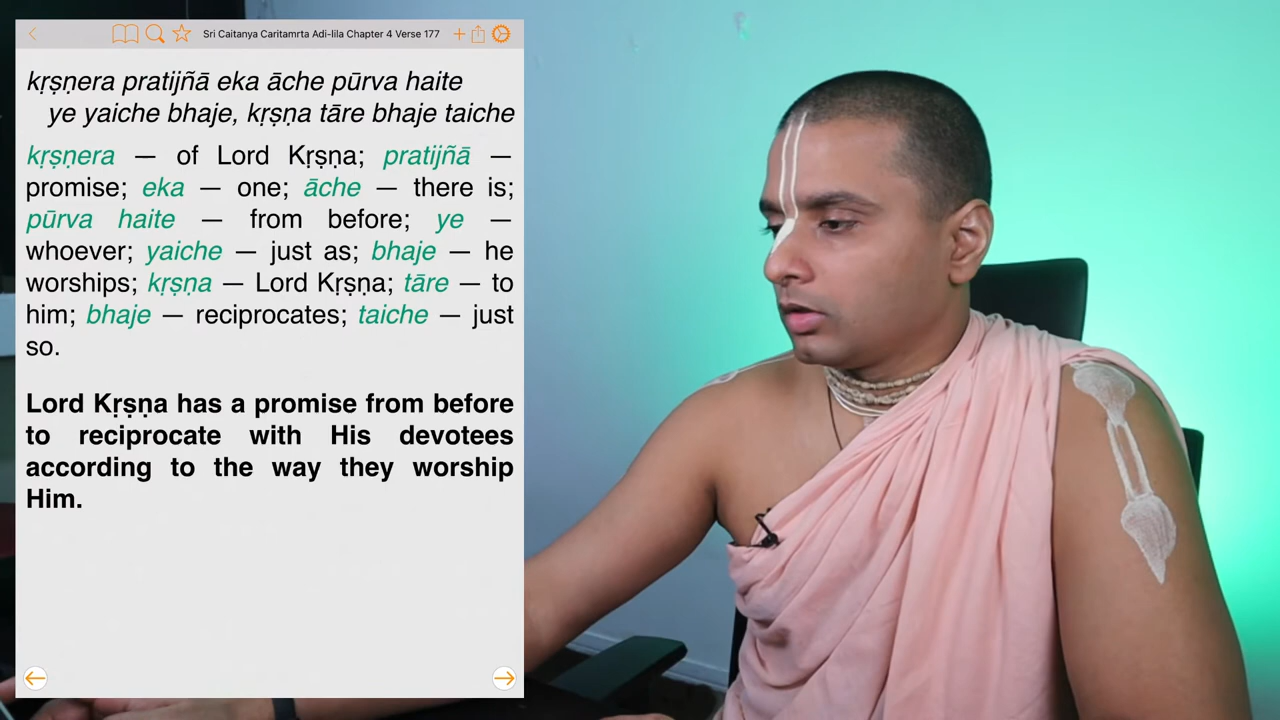 Sri Caitanya Caritamrta Adi-lila Chapter 4 Verse 177
kṛṣṇera pratijñā eka āche pūrva haite
ye yaiche bhaje, kṛṣṇa tāre bhaje taiche
kṛṣṇera — of Lord Kṛṣṇa; pratijñā —
promise; eka — one; āche — there is;
pūrva haite — from before; ye —
whoever; yaiche — just as; bhaje — he
worships; kṛṣṇa — Lord Kṛṣṇa; tāre — to
him; bhaje — reciprocates; taiche — just
so.
Lord Kṛṣṇa has a promise from before
to reciprocate with His devotees
according to the way they worship
Him.